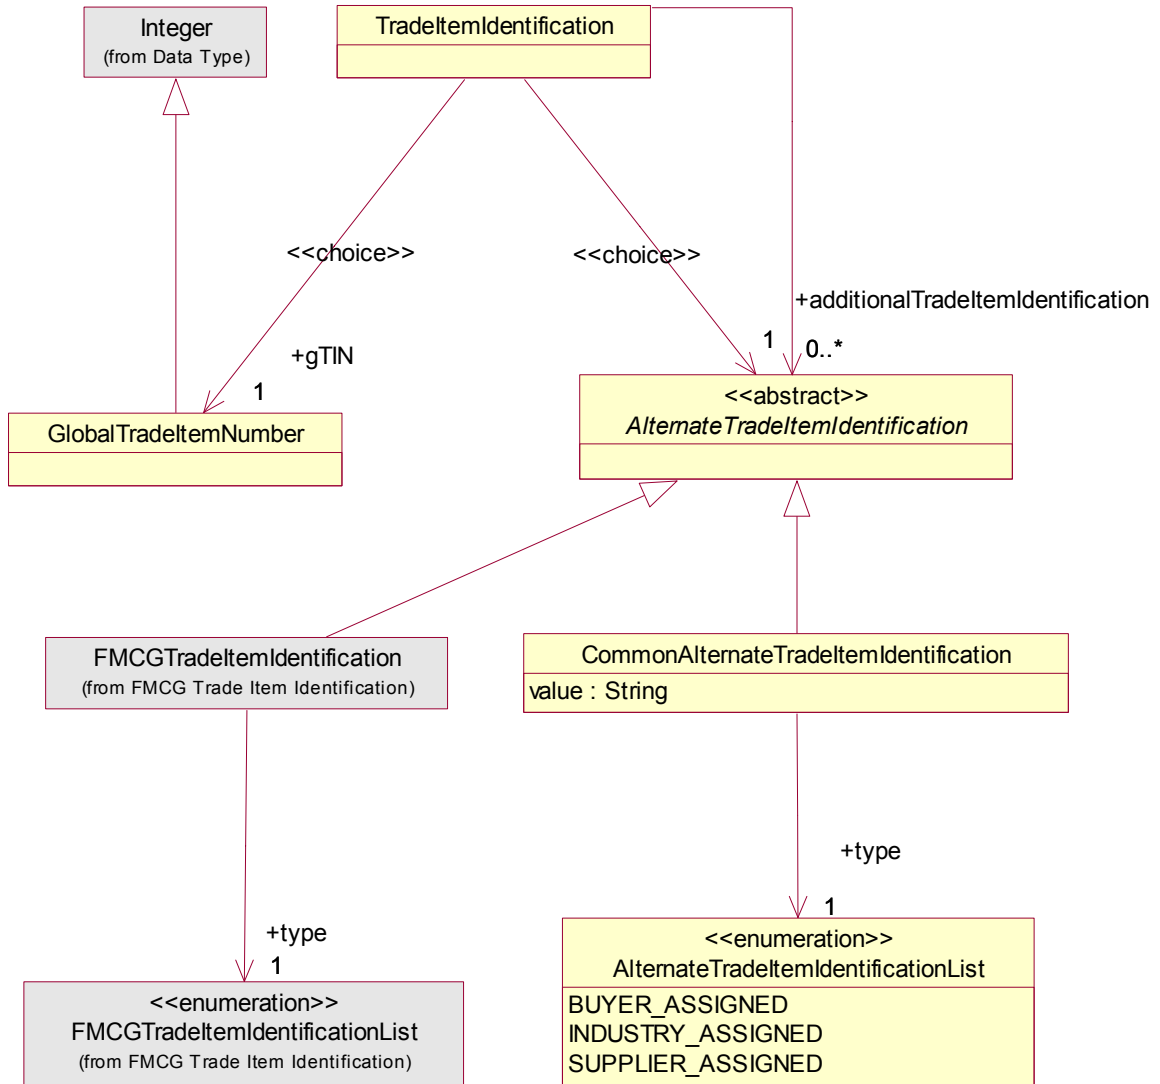 Integer
(from Data Type)
TradeItemIdentification
<<choice>>
<<choice>>
+additionalTradeItemIdentification
+gTIN
1
1
0..*
GlobalTradeItemNumber
<<abstract>>
AlternateTradeItemIdentification
FMCGTradeItemIdentification
(from FMCG Trade Item Identification)
CommonAlternateTradeItemIdentification
value : String
+type
1
+type
1
<<enumeration>>
FMCGTradeItemIdentificationList
(from FMCG Trade Item Identification)
<<enumeration>>
AlternateTradeItemIdentificationList
BUYER_ASSIGNED
INDUSTRY_ASSIGNED
SUPPLIER_ASSIGNED